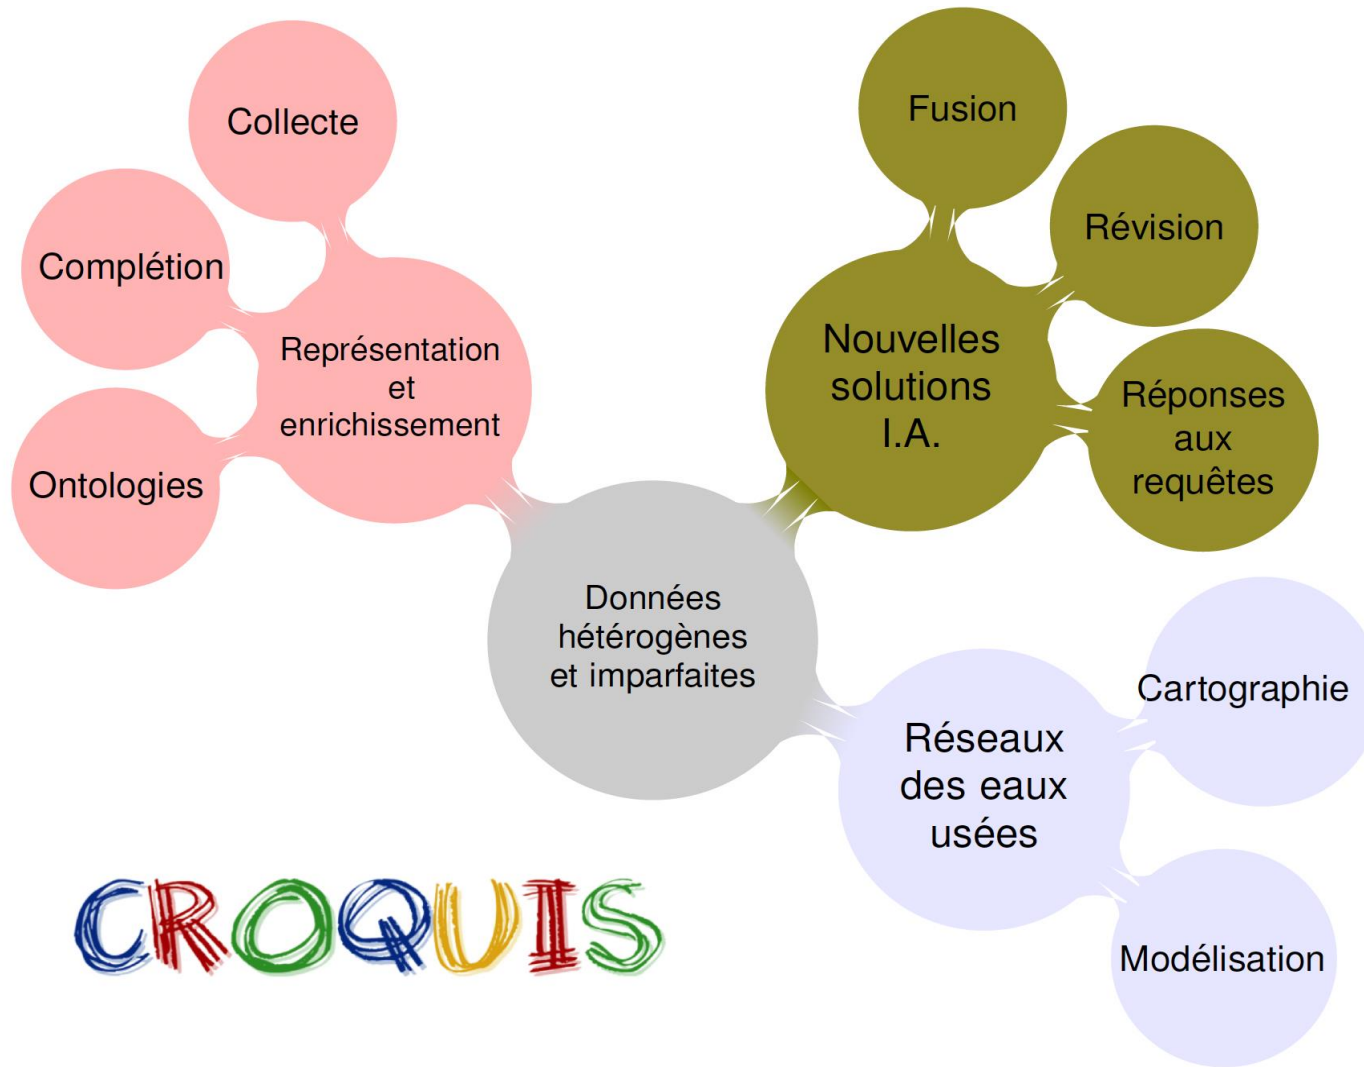 Collecte
Complétion
Ontologies
Représentation
et
enrichissement
Fusion
Révision
Réponses
aux
requêtes
Nouvelles
solutions
I.A.
Données
hétérogènes
et imparfaites
Cartographie
Réseaux
des eaux
usées
Modélisation
CROQUIS